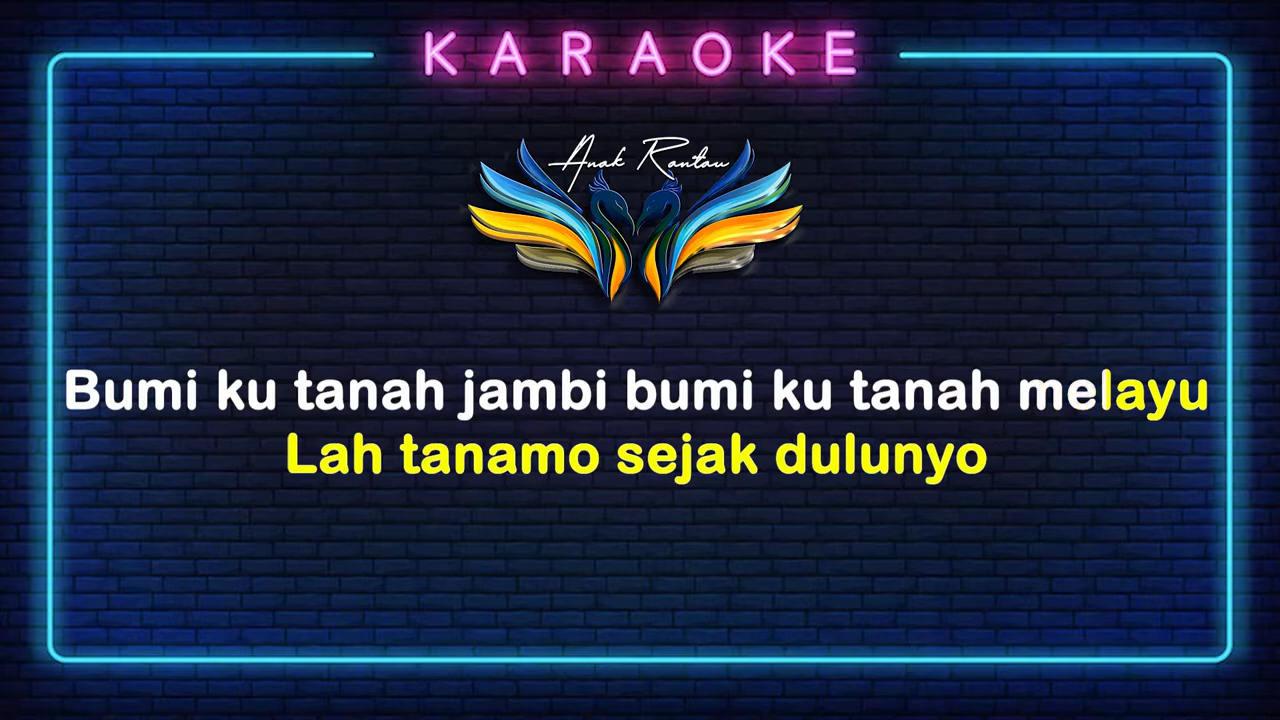 KARAOKE
Anak Rantau
Bumi ku tanah jambi bumi ku tanah melayu
Lah tanamo sejak dulunyo